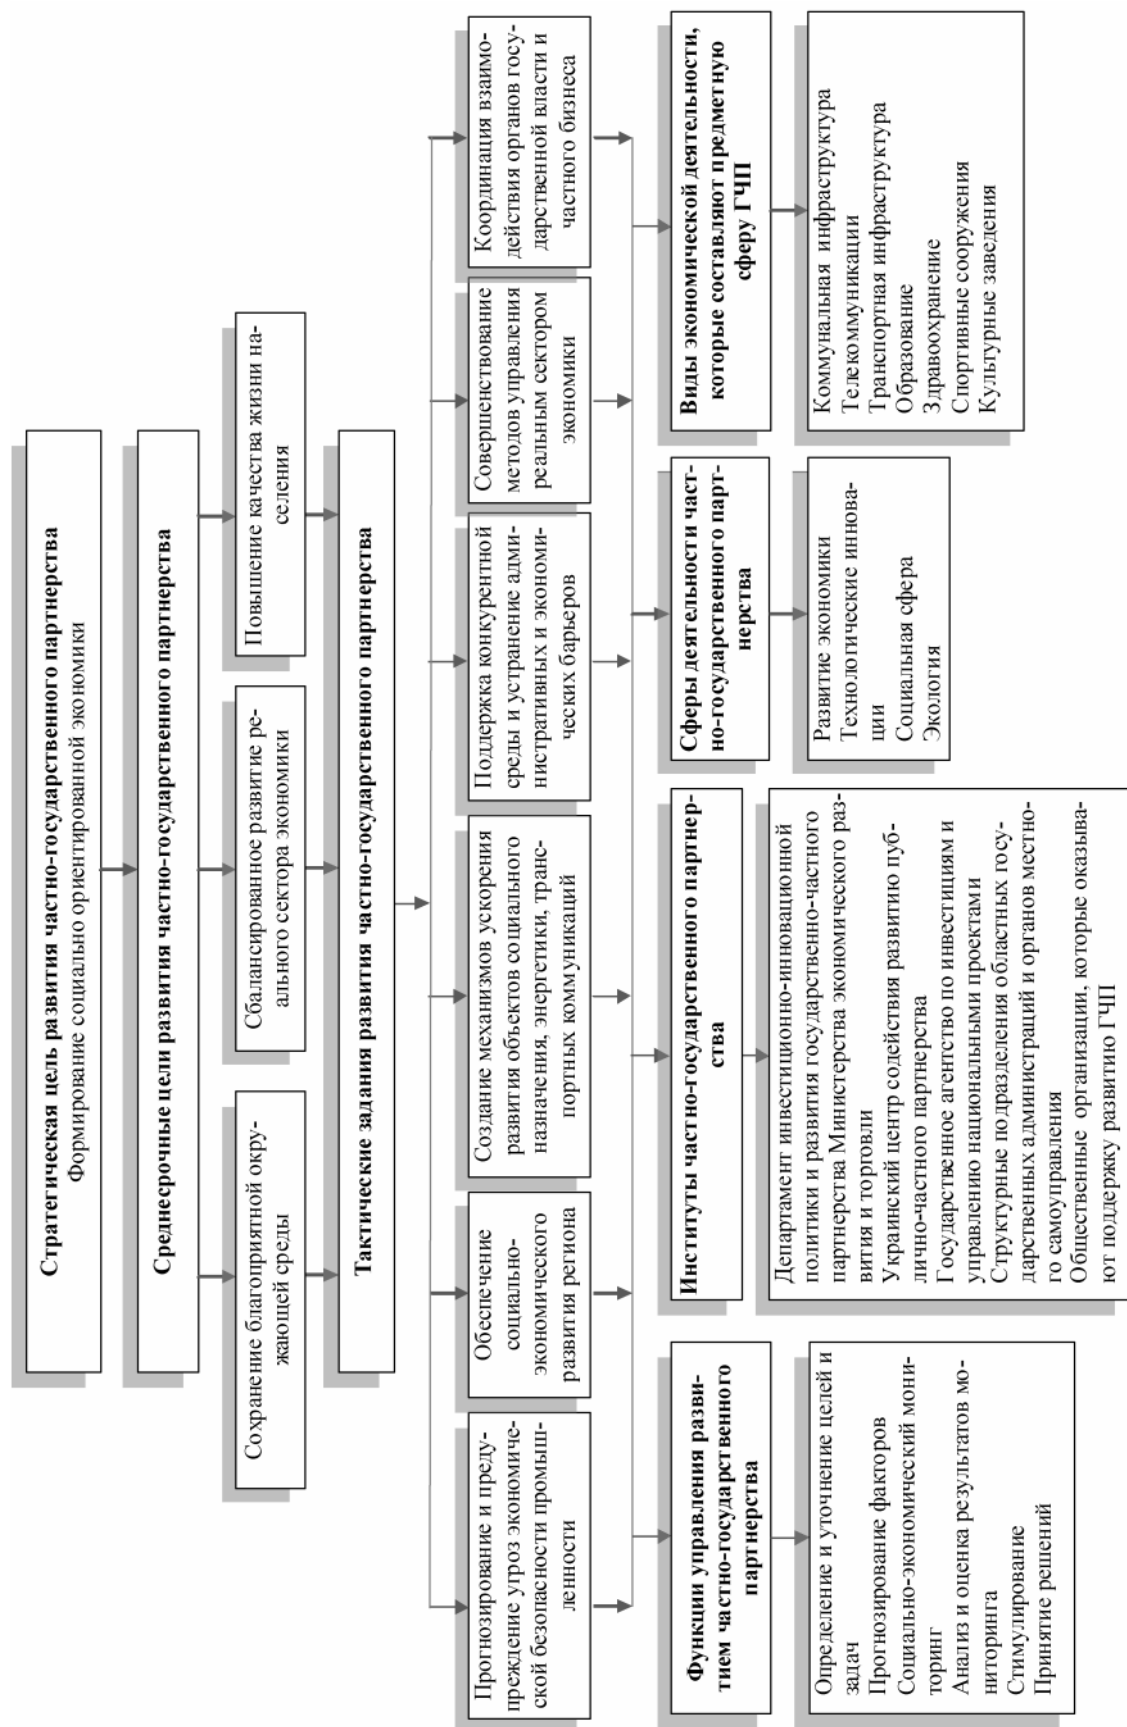 Стратегическая цель развития частно-государственного партнерства
Формирование социально ориентированной экономики
Среднесрочные цели развития частно-государственного партнерства
Сохранение благоприятной окру-
жающей среды
Сбалансированное развитие ре-
ального сектора экономики
Повышение качества жизни на-
селения
Тактические задания развития частно-государственного партнерства
Прогнозирование и преду-
преждение угроз экономиче-
ской безопасности промыш-
ленности
Обеспечение
социально-
экономического
развития региона
Создание механизмов ускорения
развития объектов социального
назначения, энергетики, транс-
портных коммуникаций
Поддержка конкурентной
среды и устранение адми-
нистративных и экономи-
ческих барьеров
Совершенствование
методов управления
реальным сектором
экономики
Координация взаимо-
действия органов госу-
дарственной власти и
частного бизнеса
Функции управления разви-
тием частно-государственного
партнерства
Институты частно-государственного партнер-
ства
Сферы деятельности част-
но-государственного парт-
нерства
Виды экономической деятельности,
которые составляют предметную
сферу ГЧП
Определение и уточнение целей и
задач
Прогнозирование факторов
Социально-экономический мони-
торинг
Анализ и оценка результатов мо-
ниторинга
Стимулирование
Принятие решений
Департамент инвестиционно-инновационной
политики и развития государственно-частного
партнерства Министерства экономического раз-
вития и торговли
Украинский центр содействия развитию пуб-
лично-частного партнерства
Государственное агентство по инвестициям и
управлению национальными проектами
Структурные подразделения областных госу-
дарственных администраций и органов местно-
го самоуправления
Общественные организации, которые оказыва-
ют поддержку развитию ГЧП
Развитие экономики
Технологические иннова-
ции
Социальная сфера
Экология
Коммунальная инфраструктура
Телекоммуникации
Транспортная инфраструктура
Образование
Здравоохранение
Спортивные сооружения
Культурные заведения